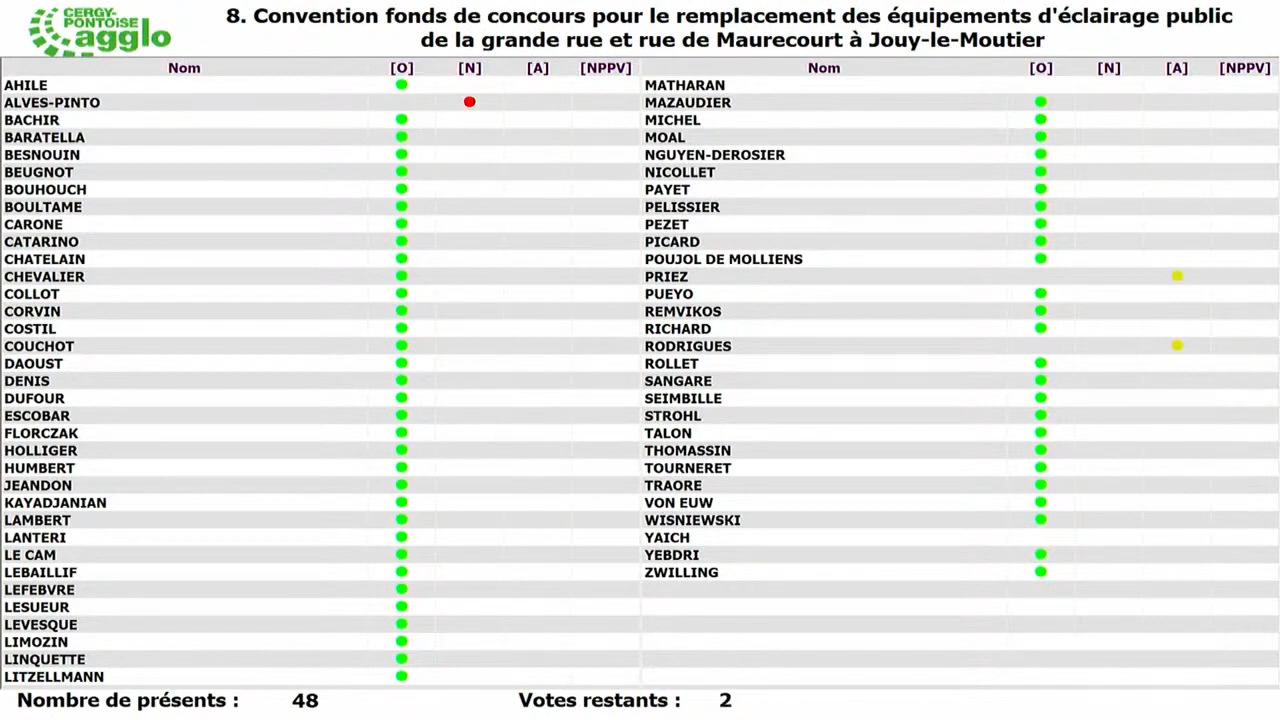 CERGY-
PONTOISE
agglo
8. Convention fonds de concours pour le remplacement des équipements d'éclairage public
de la grande rue et rue de Maurecourt à Jouy-le-Moutier
Nom [O] [N] [A] [NPPV] Nom [O] [N] [A] [NPPV]
AHILE MATHARAN
ALVES-PINTO MAZAUDIER
BACHIR MICHEL
BARATELLA MOAL
BESNOUIN NGUYEN-DEROSIER
BEUGNOT NICOLLET
BOUHOUCH PAYET
BOULTAME PELISSIER
CARONE PEZET
CATARINO PICARD
CHATELAIN POUJOL DE MOLLIENS
CHEVALIER PRIEZ
COLLOT PUEYO
CORVIN REMVIKOS
COSTIL RICHARD
COUCHOT RODRIGUES
DAOUST ROLLET
DENIS SANGARE
DUFOUR SEIMBILLE
ESCOBAR STROHL
FLORCZAK TALON
HOLLIGER THOMASSIN
HUMBERT TOURNERET
JEANDON TRAORE
KAYADJANIAN VON EUW
LAMBERT WISNIEWSKI
LANTERI YAICH
LE CAM YEBDRI
LEBAILLIF ZWILLING
LEFEBVRE
LESUEUR
LEVESQUE
LIMOZIN
LINQUETTE
LITZELLMANN
Nombre de présents : 48 Votes restants : 2